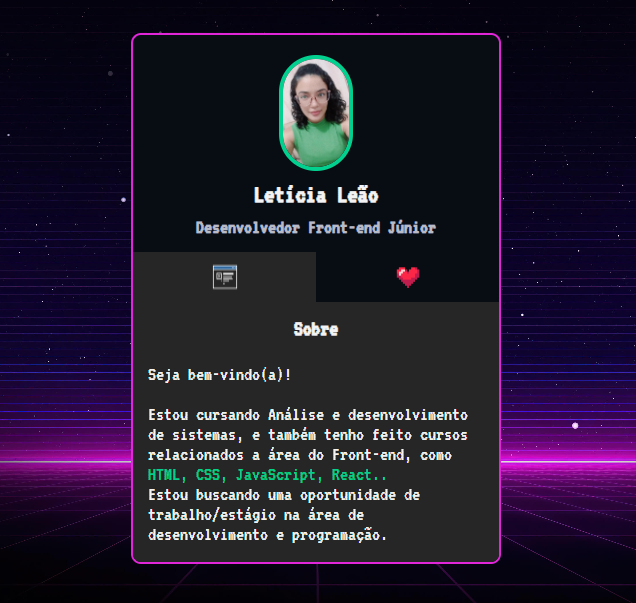 Letícia Leão
Desenvolvedor Front-end Júnior
Sobre
Seja bem-vindo(a)!
Estou cursando Análise e desenvolvimento
de sistemas, e também tenho feito cursos
relacionados a área do Front-end, como
HTML, CSS, JavaScript, React..
Estou buscando uma oportunidade de
trabalho/estágio na área de
desenvolvimento e programação.